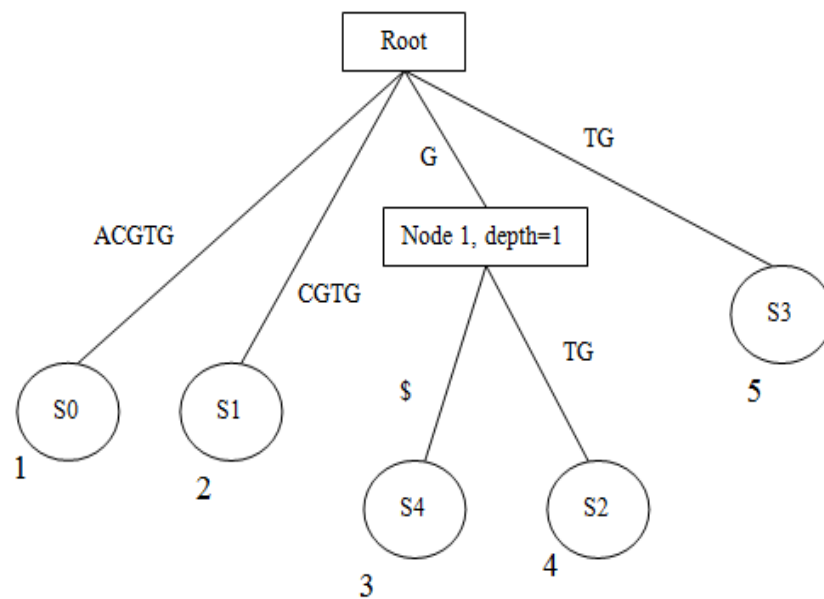 Root
TG
G
ACGTG
Node 1, depth=1
CGTG
S3
TG
$
5
S0
S1
1
2
S4
S2
3
4